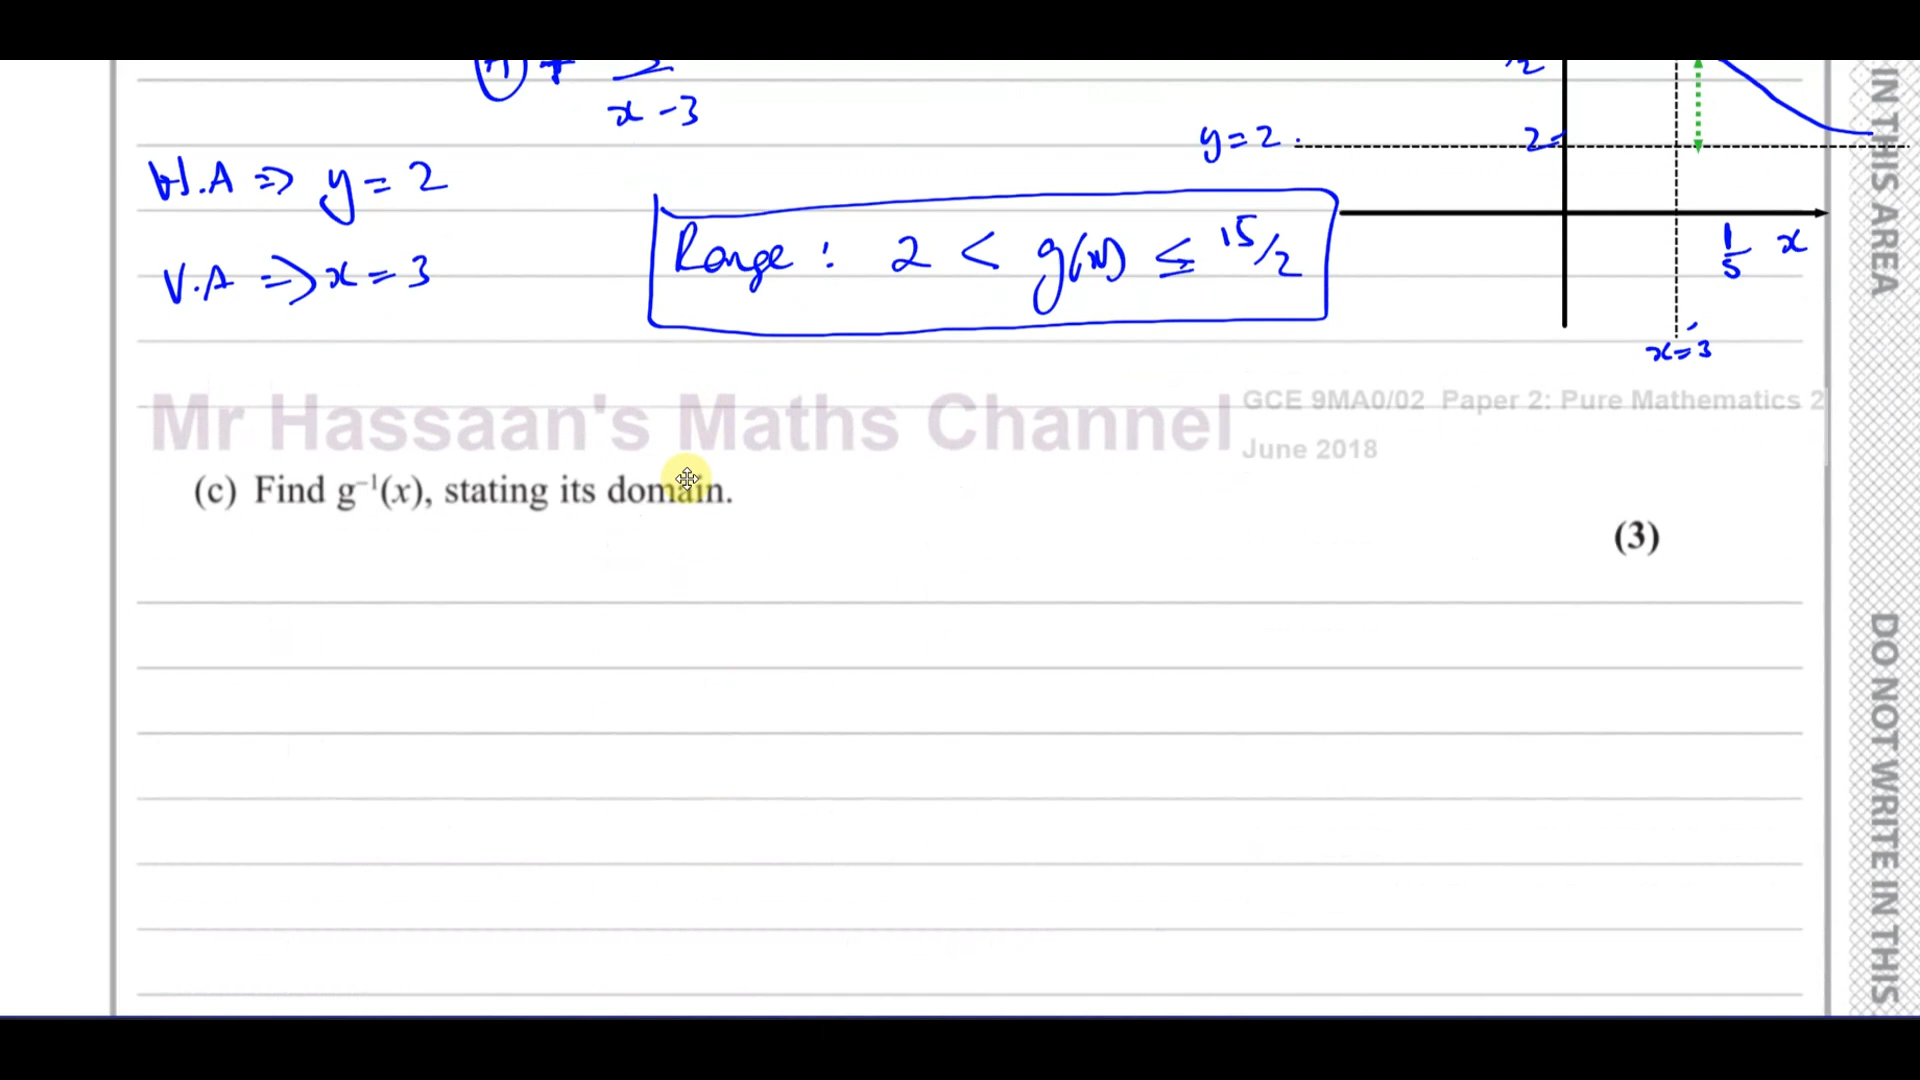 x - 3
y = 2
2
H.A => y = 2
V.A => x = 3
Range : 2 < g(x) ≤ 15/2
1 x
5
x = 3
Mr Hassaan's Maths Channel
GCE 9MA0/02 Paper 2: Pure Mathematics 2
June 2018
(c) Find g⁻¹(x), stating its domain.
(3)
IN THIS AREA
DO NOT WRITE IN THIS